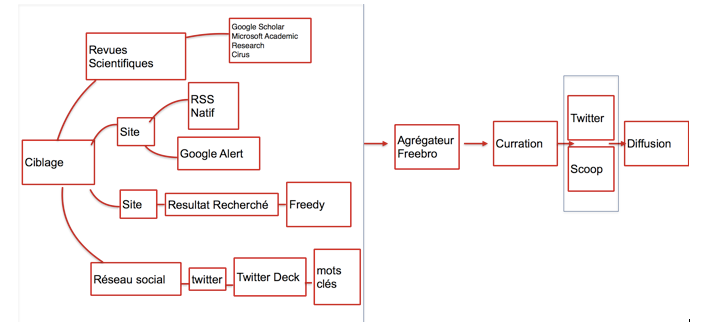 Revues
Scientifiques
Google Scholar
Microsoft Academic
Research
Cirus
RSS
Natif
Site
Google Alert
Ciblage
Site
Resultat Recherché
Freedy
Réseau social
twitter
Twitter Deck
mots
clés
Agrégateur
Freebro
Curration
Twitter
Scoop
Diffusion